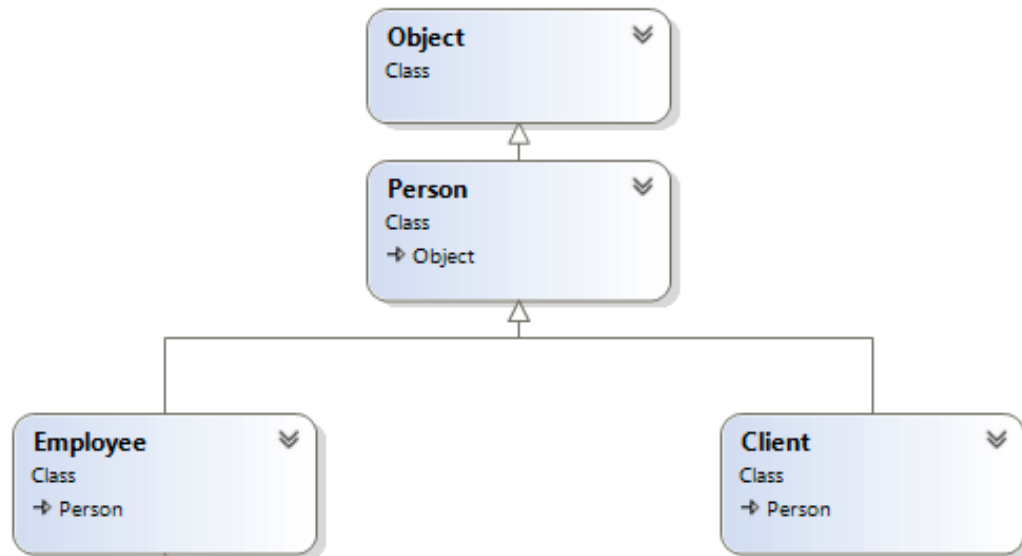 Object
Class
Person
Class
Object
Employee
Class
Person
Client
Class
Person